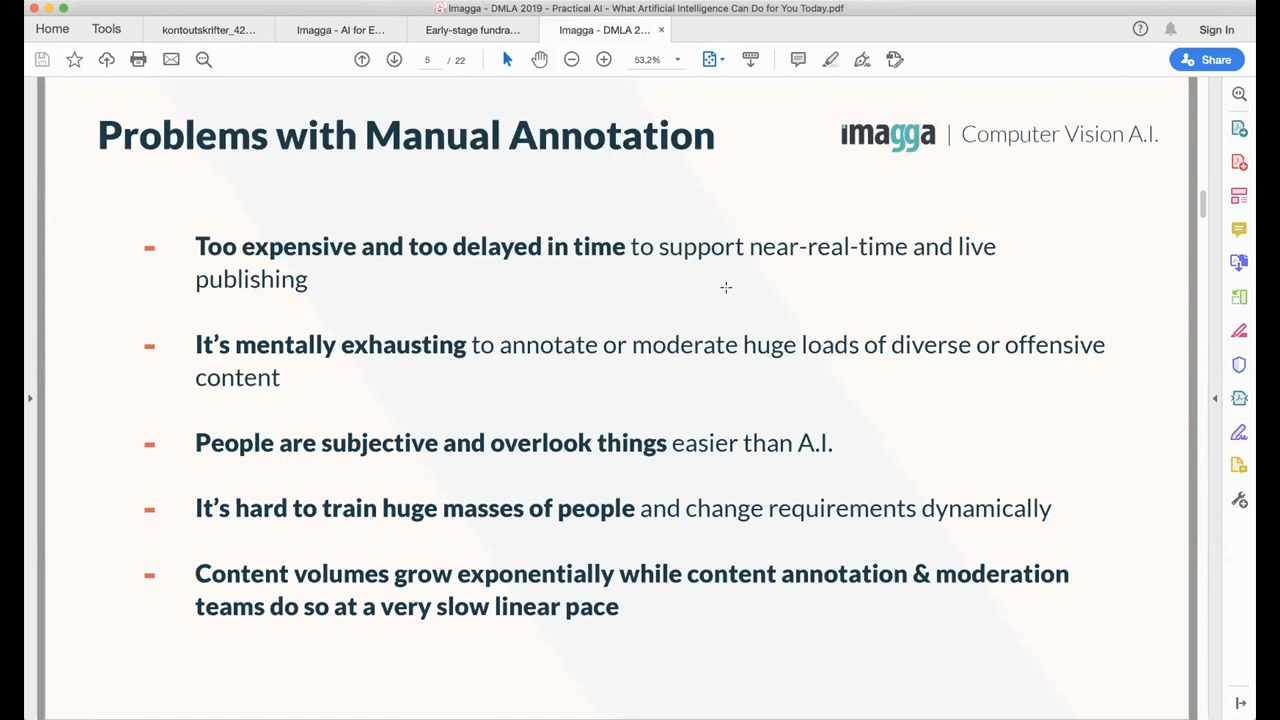 Imagga - DMLA 2019 - Practical AI - What Artificial Intelligence Can Do for You Today.pdf
Home Tools kontoutskrifter_42... Imagga - AI for E... Early-stage fundra... Imagga - DMLA 2... × ? Sign In
5 / 22 53,2% Share
Problems with Manual Annotation
imagga | Computer Vision A.I.
- Too expensive and too delayed in time to support near-real-time and live
publishing
- It’s mentally exhausting to annotate or moderate huge loads of diverse or offensive
content
- People are subjective and overlook things easier than A.I.
- It’s hard to train huge masses of people and change requirements dynamically
- Content volumes grow exponentially while content annotation & moderation
teams do so at a very slow linear pace